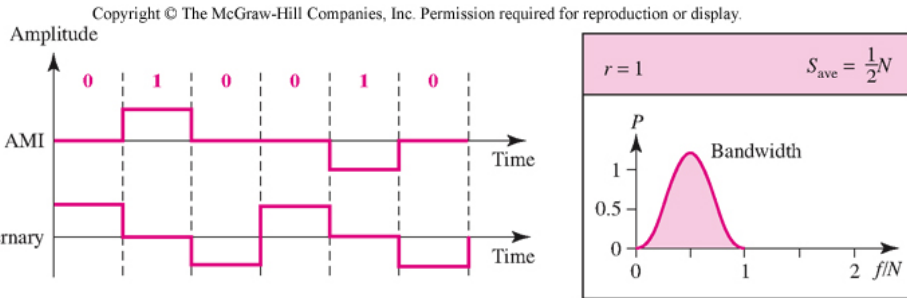 Copyright © The McGraw-Hill Companies, Inc. Permission required for reproduction or display.
Amplitude
0 1 0 0 1 0
AMI
Time
rnary
Time
r = 1 S_ave = 1/2 N
P
Bandwidth
1
0.5
0
0 1 2 f/N